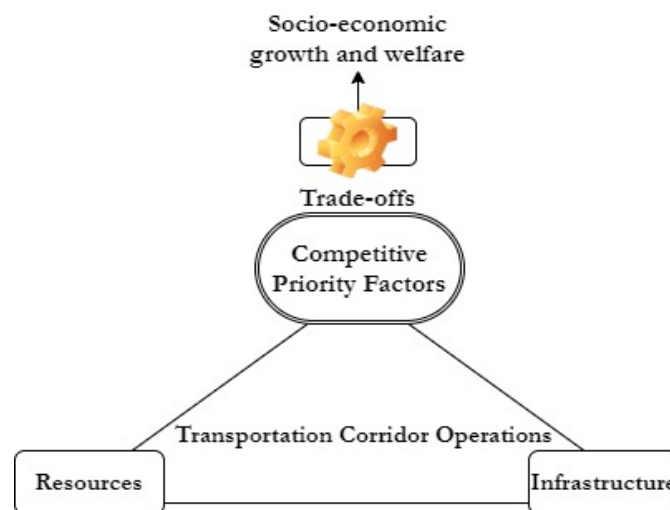 Socio-economic
growth and welfare
Trade-offs
Competitive
Priority Factors
Transportation Corridor Operations
Resources
Infrastructure